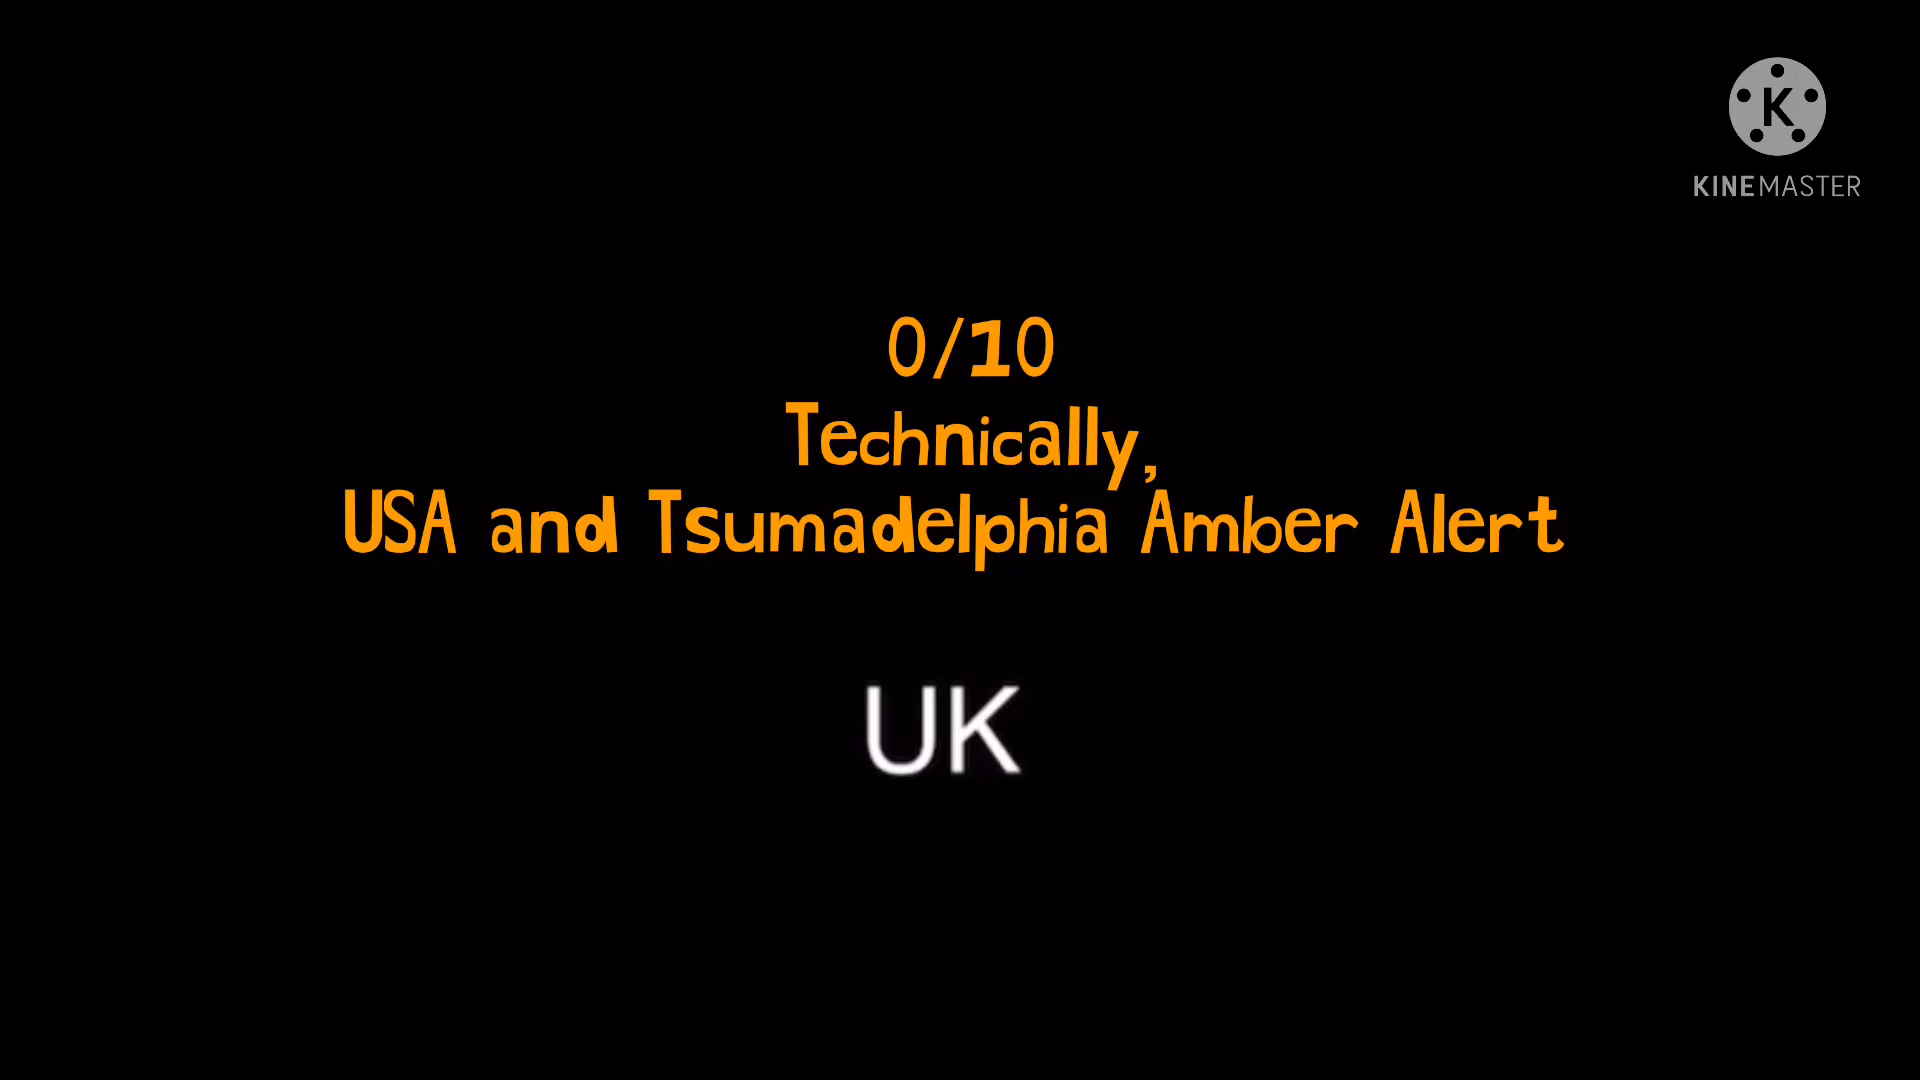 K
KINEMASTER
0/10
Technically,
USA and Tsumadelphia Amber Alert
UK